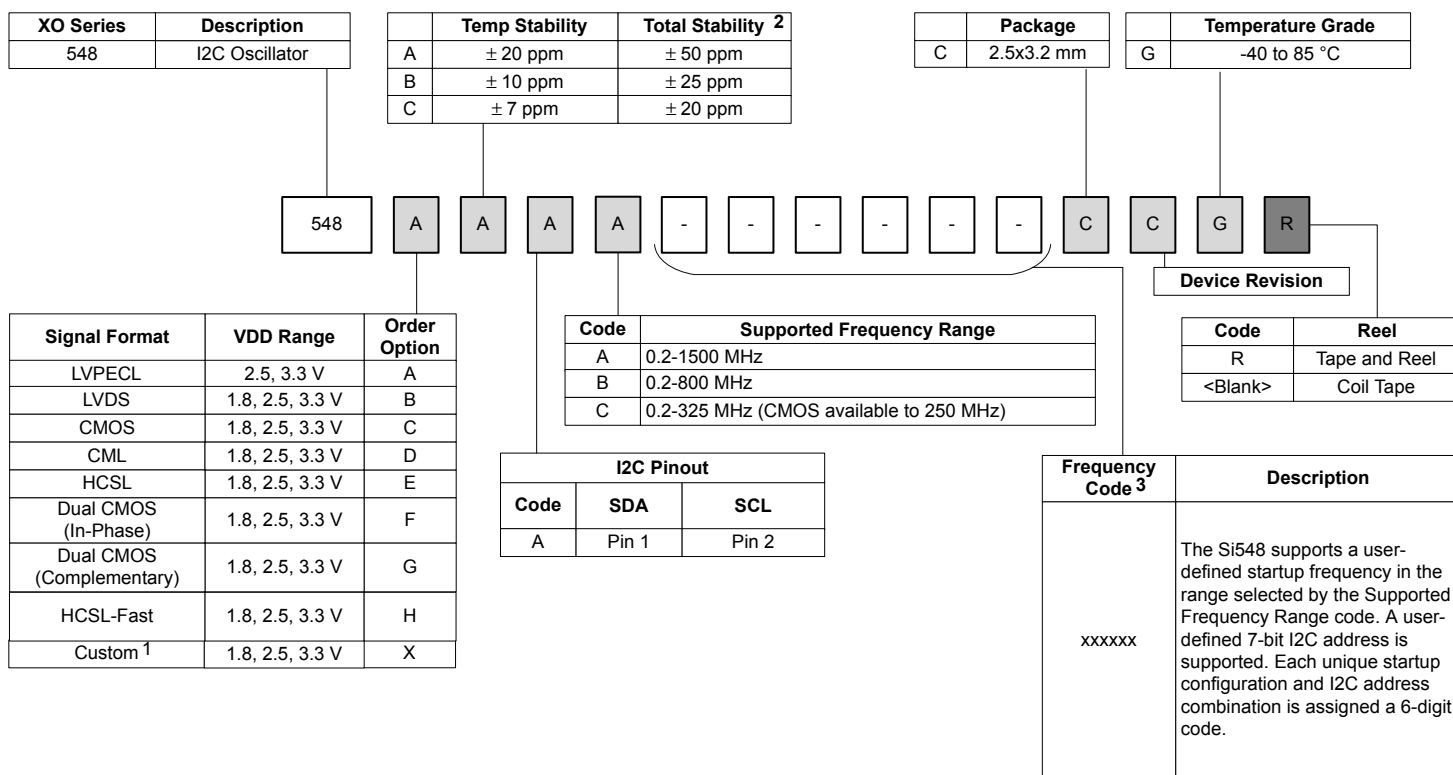 XO Series Description
548 I2C Oscillator
Temp Stability Total Stability 2
A ± 20 ppm ± 50 ppm
B ± 10 ppm ± 25 ppm
C ± 7 ppm ± 20 ppm
Package
C 2.5x3.2 mm
Temperature Grade
G -40 to 85 °C
548 A A A A - - - - - - C C G R
Device Revision
Signal Format VDD Range Order Option
LVPECL 2.5, 3.3 V A
LVDS 1.8, 2.5, 3.3 V B
CMOS 1.8, 2.5, 3.3 V C
CML 1.8, 2.5, 3.3 V D
HCSL 1.8, 2.5, 3.3 V E
Dual CMOS (In-Phase) 1.8, 2.5, 3.3 V F
Dual CMOS (Complementary) 1.8, 2.5, 3.3 V G
HCSL-Fast 1.8, 2.5, 3.3 V H
Custom 1 1.8, 2.5, 3.3 V X
Code Supported Frequency Range
A 0.2-1500 MHz
B 0.2-800 MHz
C 0.2-325 MHz (CMOS available to 250 MHz)
I2C Pinout
Code SDA SCL
A Pin 1 Pin 2
Code Reel
R Tape and Reel
<Blank> Coil Tape
Frequency Code 3 Description
xxxxxx
The Si548 supports a user-
defined startup frequency in the
range selected by the Supported
Frequency Range code. A user-
defined 7-bit I2C address is
supported. Each unique startup
configuration and I2C address
combination is assigned a 6-digit
code.